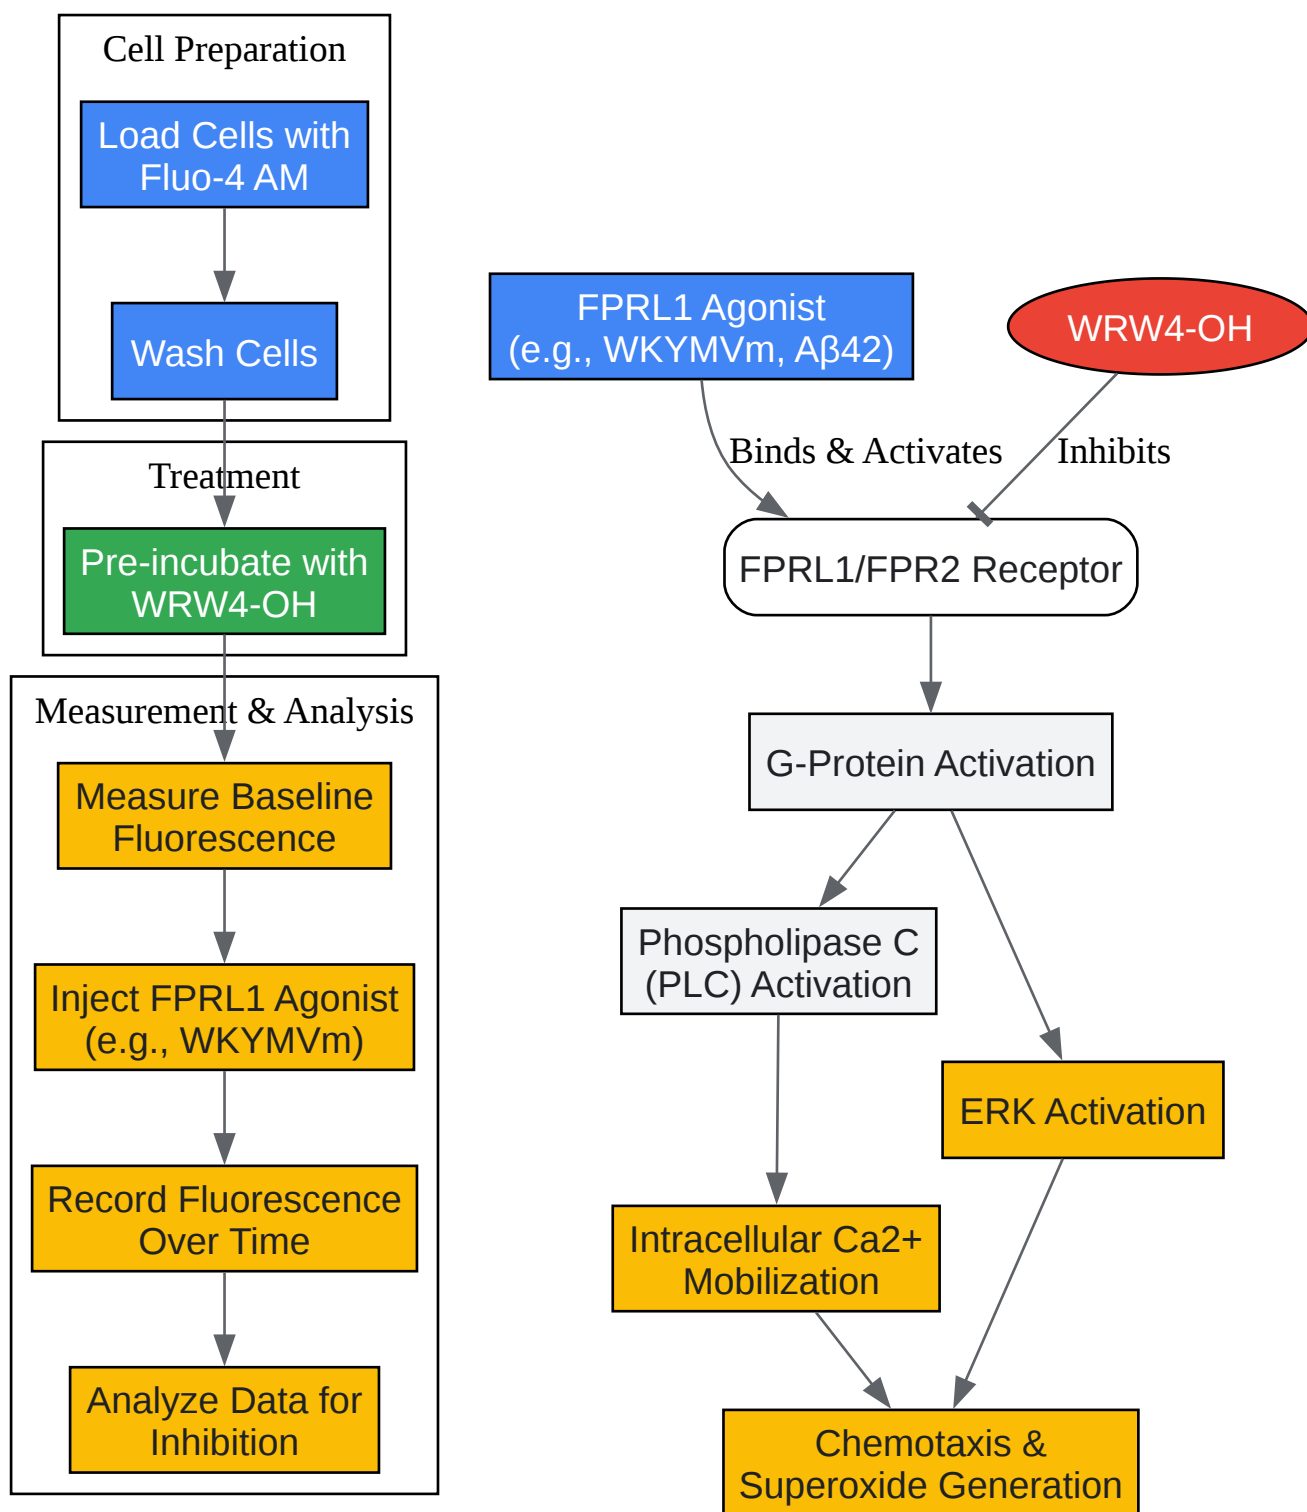 Cell Preparation
Load Cells with
Fluo-4 AM
Wash Cells
Treatment
Pre-incubate with
WRW4-OH
Measurement & Analysis
Measure Baseline
Fluorescence
Inject FPRL1 Agonist
(e.g., WKYMVm)
Record Fluorescence
Over Time
Analyze Data for
Inhibition
FPRL1 Agonist
(e.g., WKYMVm, Aβ42)
WRW4-OH
Binds & Activates
Inhibits
FPRL1/FPR2 Receptor
G-Protein Activation
Phospholipase C
(PLC) Activation
ERK Activation
Intracellular Ca2+
Mobilization
Chemotaxis &
Superoxide Generation